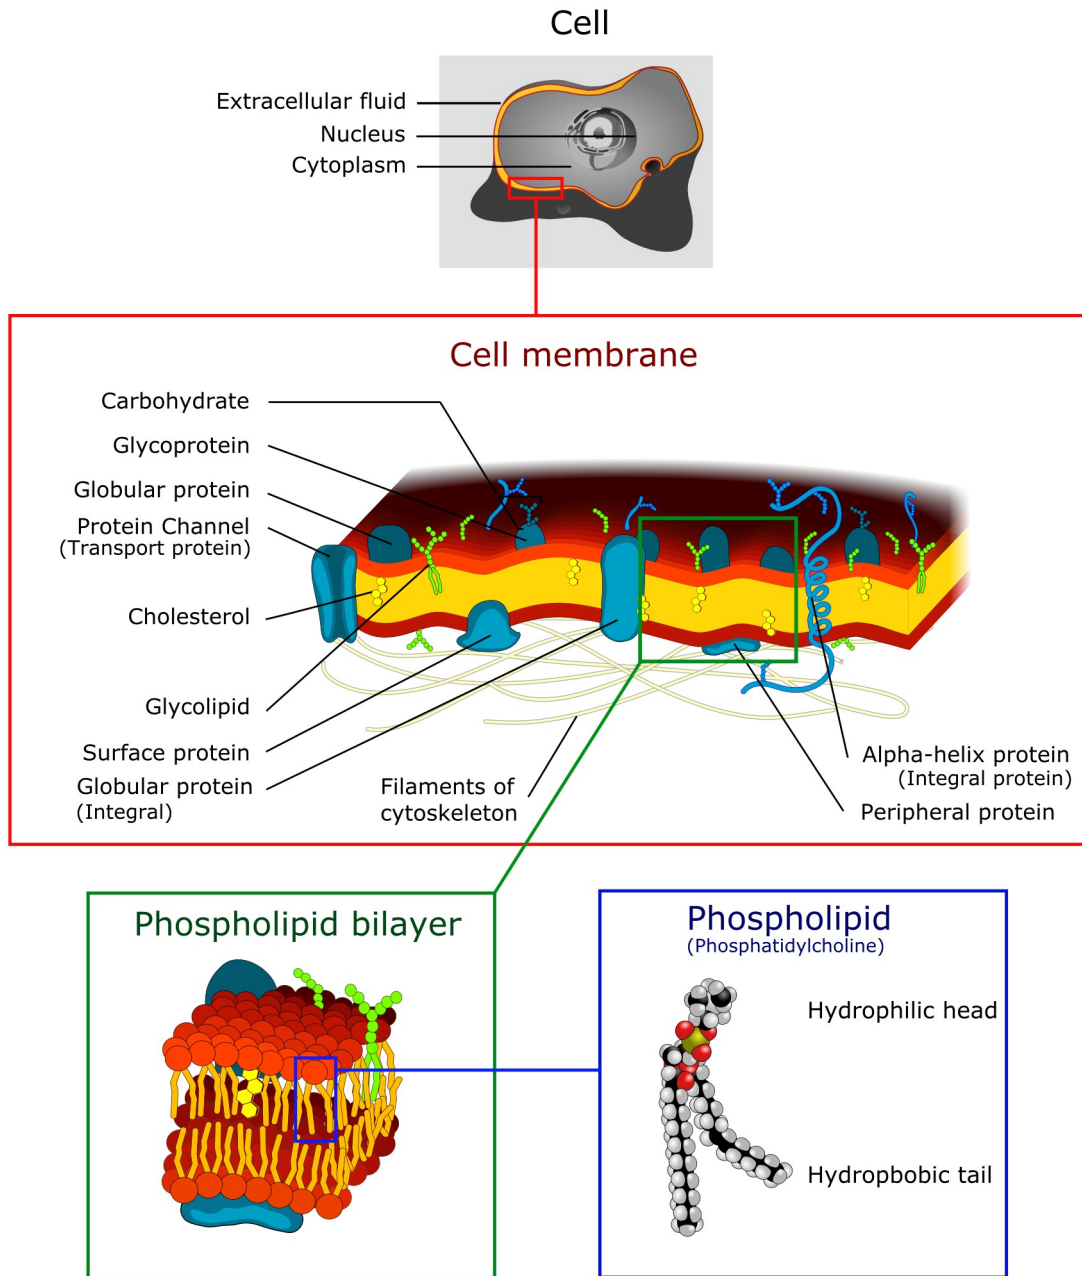 Cell
Extracellular fluid
Nucleus
Cytoplasm
Cell membrane
Carbohydrate
Glycoprotein
Globular protein
Protein Channel
(Transport protein)
Cholesterol
Glycolipid
Surface protein
Globular protein
(Integral)
Filaments of
cytoskeleton
Alpha-helix protein
(Integral protein)
Peripheral protein
Phospholipid bilayer
Phospholipid
(Phosphatidylcholine)
Hydrophilic head
Hydropbobic tail